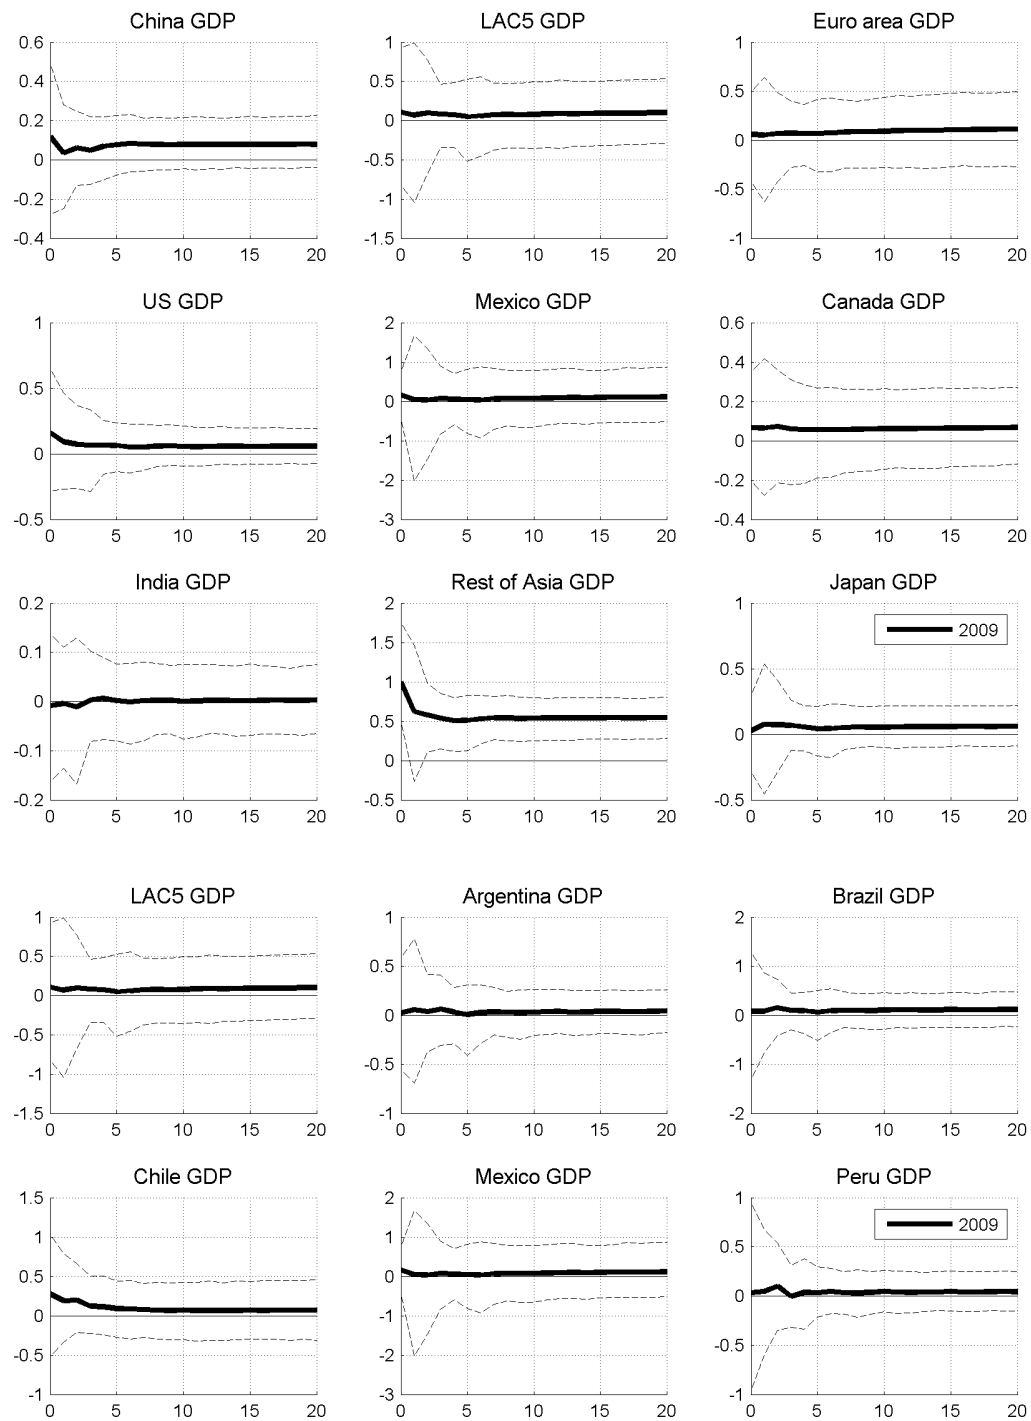 China GDP
0.6
0.4
0.2
0
-0.2
-0.4
0 5 10 15 20
LAC5 GDP
1
0.5
0
-0.5
-1
-1.5
0 5 10 15 20
Euro area GDP
1
0.5
0
-0.5
-1
0 5 10 15 20
US GDP
1
0.5
0
-0.5
0 5 10 15 20
Mexico GDP
2
1
0
-1
-2
-3
0 5 10 15 20
Canada GDP
0.6
0.4
0.2
0
-0.2
-0.4
0 5 10 15 20
India GDP
0.2
0.1
0
-0.1
-0.2
0 5 10 15 20
Rest of Asia GDP
2
1.5
1
0.5
0
-0.5
0 5 10 15 20
Japan GDP
2009
1
0.5
0
-0.5
0 5 10 15 20
LAC5 GDP
1
0.5
0
-0.5
-1
-1.5
0 5 10 15 20
Argentina GDP
1
0.5
0
-0.5
-1
0 5 10 15 20
Brazil GDP
2
1
0
-1
-2
0 5 10 15 20
Chile GDP
1.5
1
0.5
0
-0.5
-1
0 5 10 15 20
Mexico GDP
2
1
0
-1
-2
-3
0 5 10 15 20
Peru GDP
2009
1
0.5
0
-0.5
-1
0 5 10 15 20